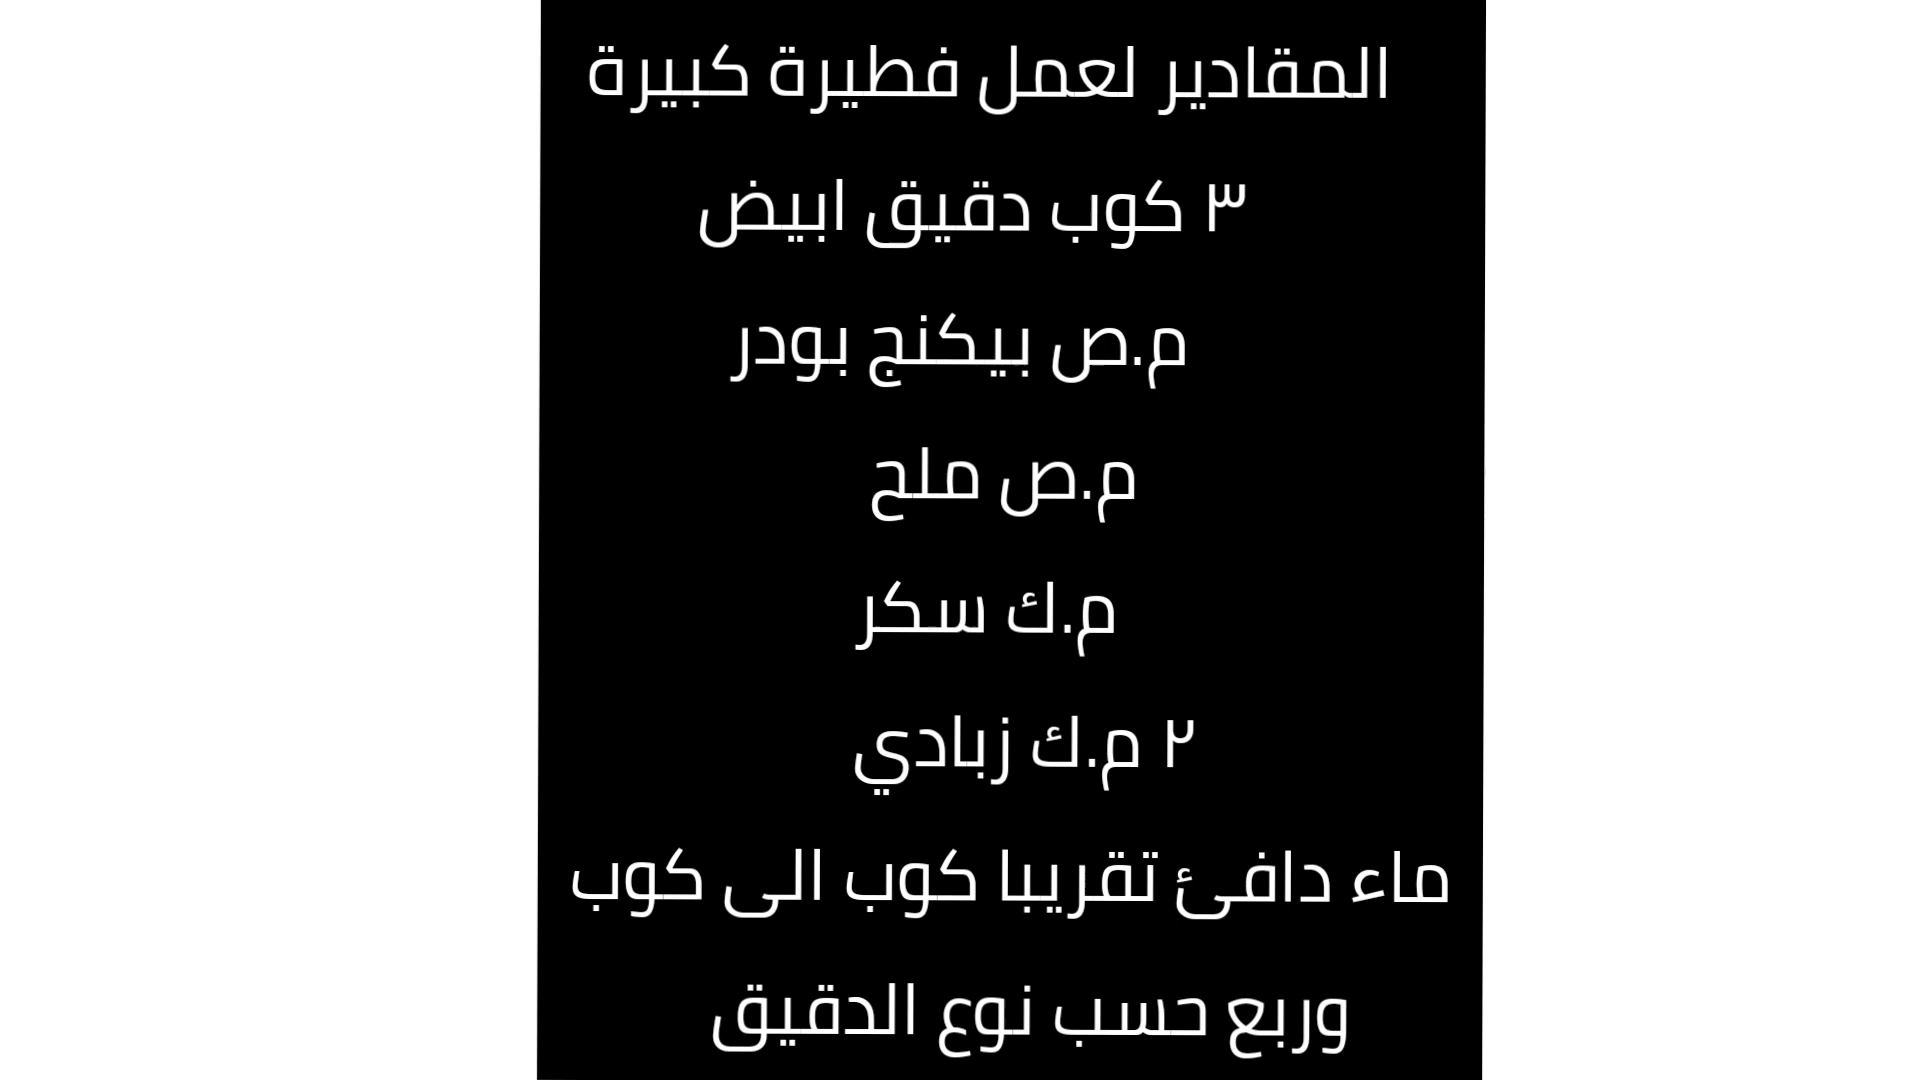 المقادير لعمل فطيرة كبيرة
٣ كوب دقيق ابيض
م.ص بيكنج بودر
م.ص ملح
م.ك سكر
٢ م.ك زبادي
ماء دافئ تقريبا كوب الى كوب
وربع حسب نوع الدقيق